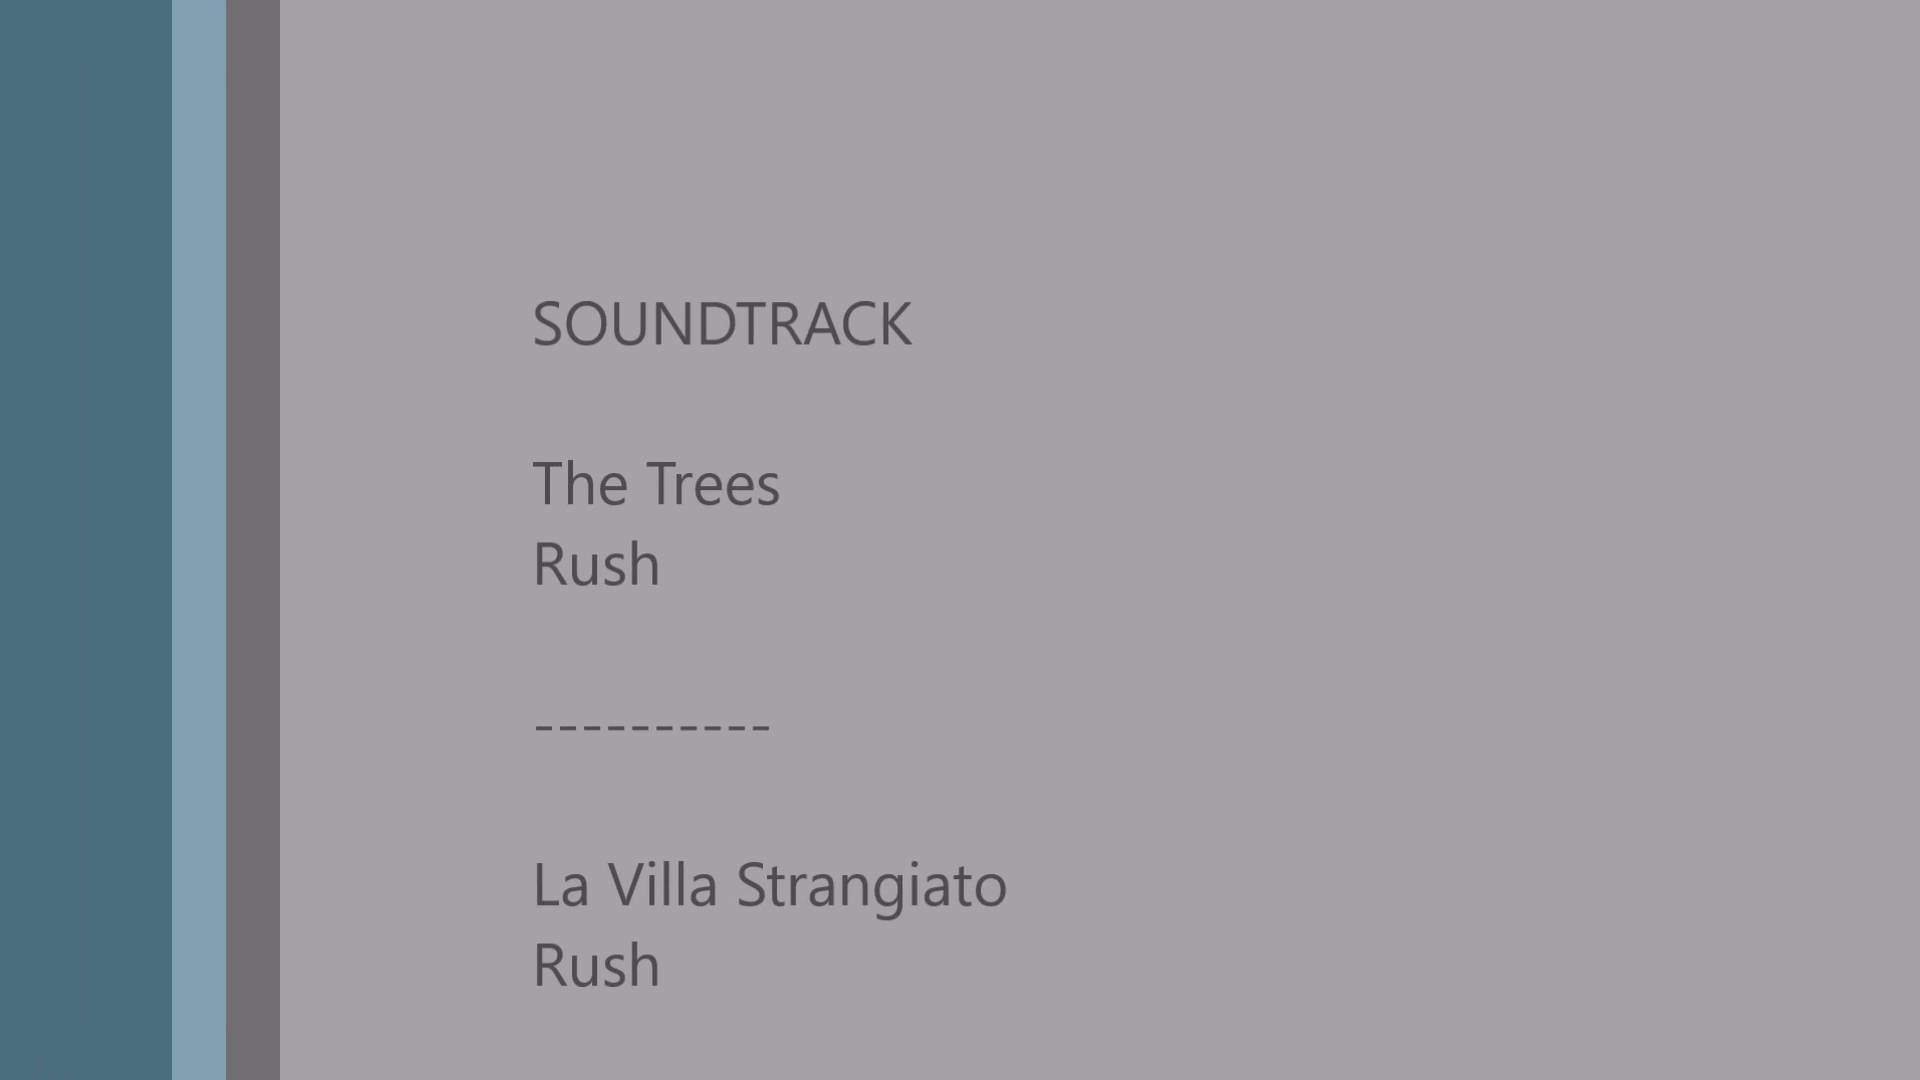 SOUNDTRACK
The Trees
Rush
----------
La Villa Strangiato
Rush